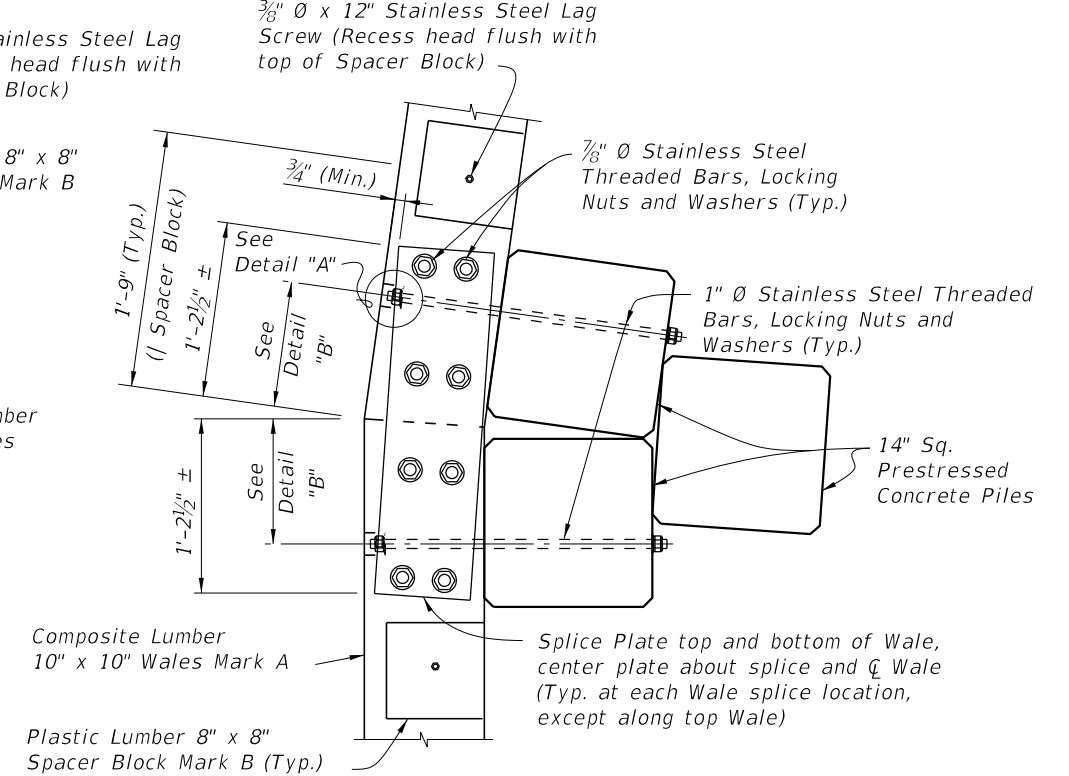 ainless Steel Lag
head flush with
Block)
8" x 8"
Mark B
⅜" Ø x 12" Stainless Steel Lag
Screw (Recess head flush with
top of Spacer Block)
¾" (Min.)
⅞" Ø Stainless Steel
Threaded Bars, Locking
Nuts and Washers (Typ.)
1'-9" (Typ.)
(| Spacer Block)
1'-2½" ±
See
Detail "A"
See
Detail
"B"
1" Ø Stainless Steel Threaded
Bars, Locking Nuts and
Washers (Typ.)
mber
es
1'-2½" ±
See
Detail
"B"
14" Sq.
Prestressed
Concrete Piles
Composite Lumber
10" x 10" Wales Mark A
Splice Plate top and bottom of Wale,
center plate about splice and ℄ Wale
(Typ. at each Wale splice location,
except along top Wale)
Plastic Lumber 8" x 8"
Spacer Block Mark B (Typ.)